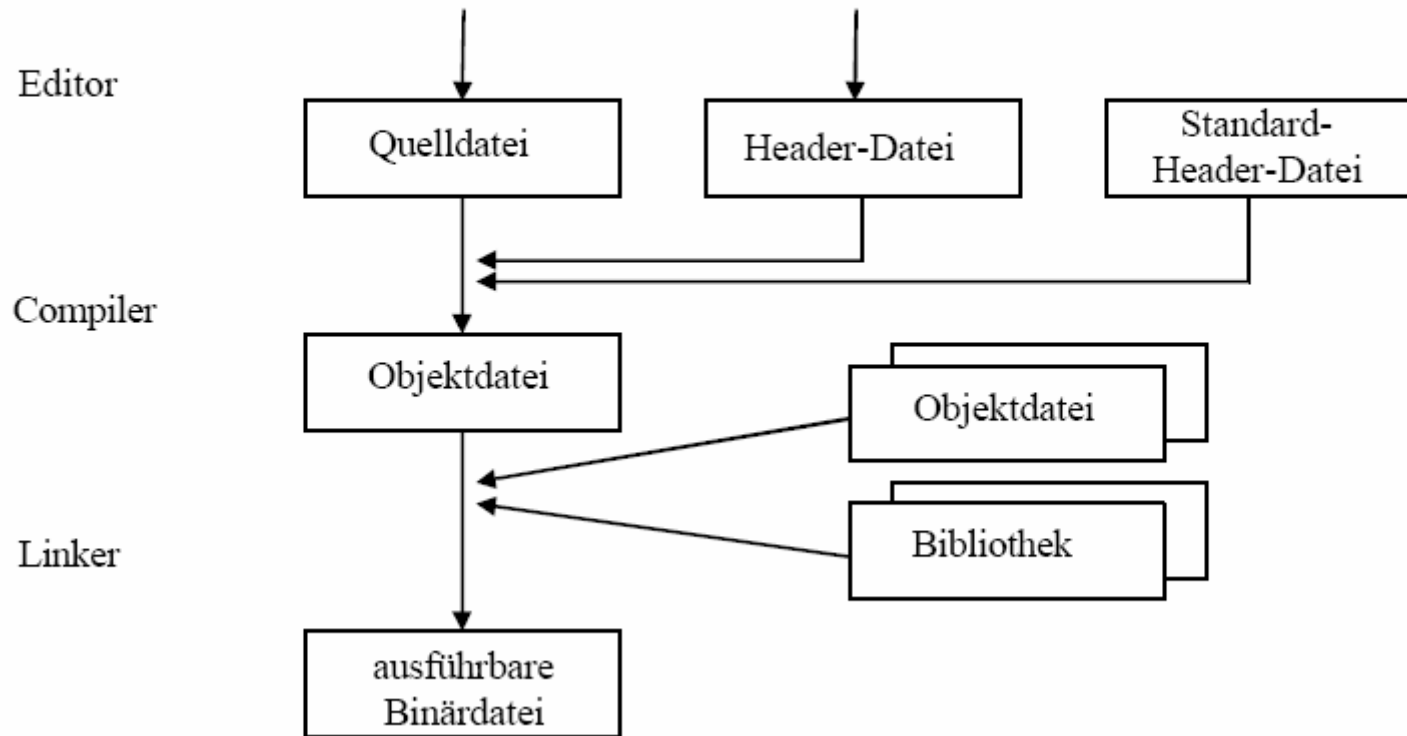 Editor
Quelldatei
Header-Datei
Standard-
Header-Datei
Compiler
Objektdatei
Objektdatei
Bibliothek
Linker
ausführbare
Binärdatei